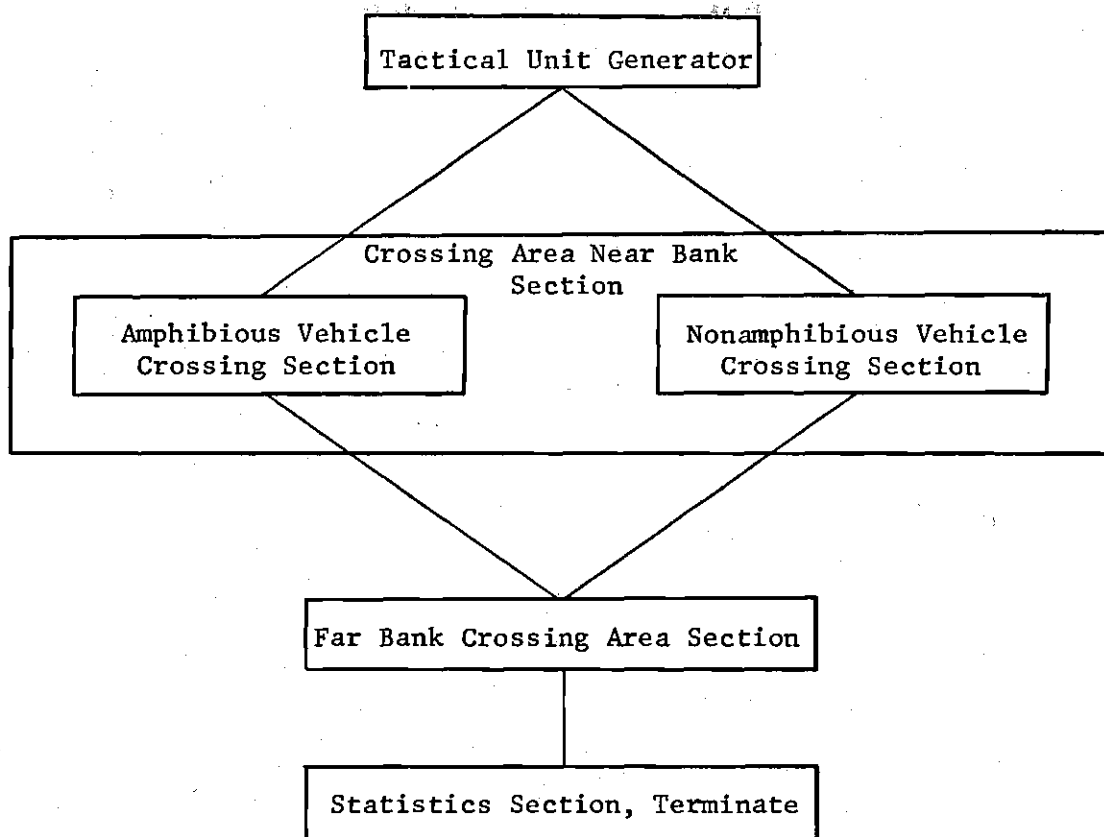 Tactical Unit Generator
Crossing Area Near Bank
Section
Amphibious Vehicle
Crossing Section
Nonamphibious Vehicle
Crossing Section
Far Bank Crossing Area Section
Statistics Section, Terminate